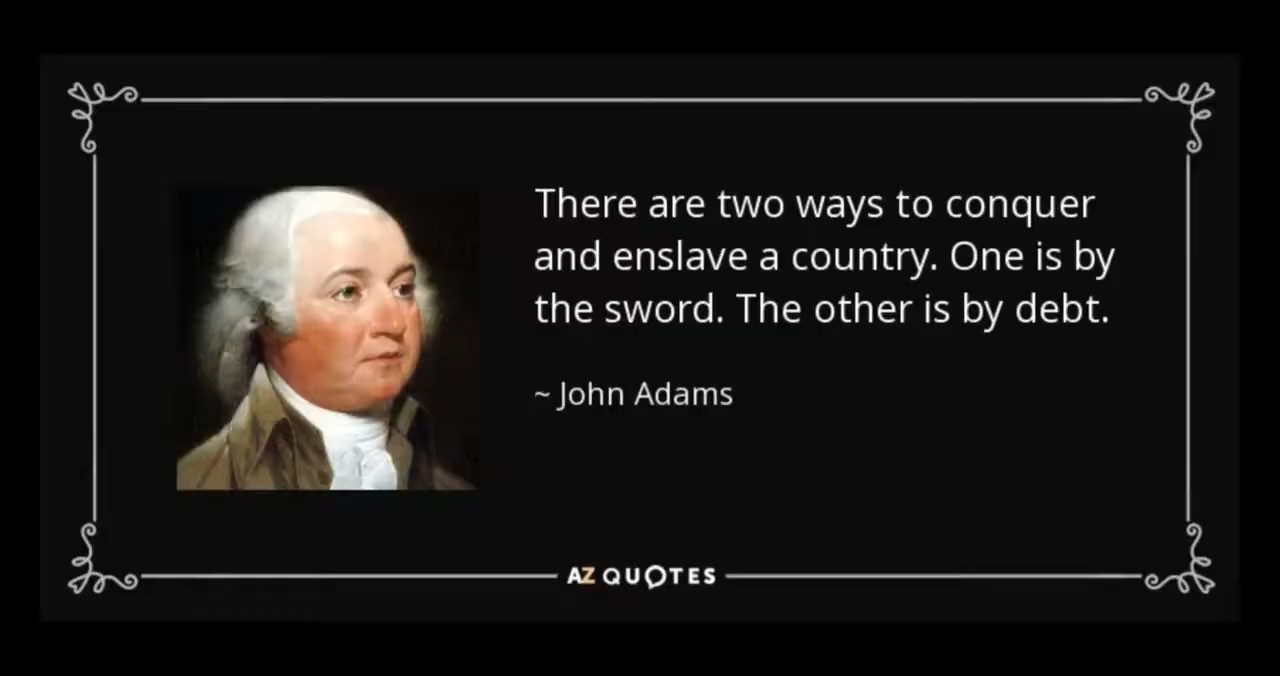 There are two ways to conquer
and enslave a country. One is by
the sword. The other is by debt.
~ John Adams
AZ QUOTES